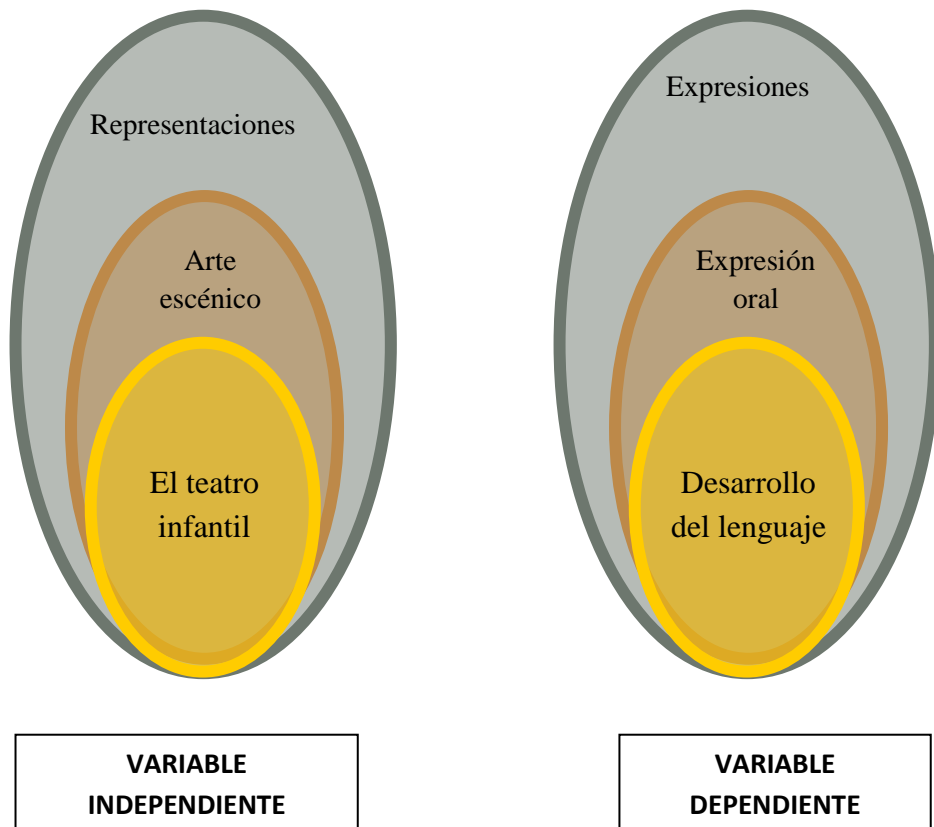 Representaciones
Arte
escénico
El teatro
infantil
VARIABLE
INDEPENDIENTE
Expresiones
Expresión
oral
Desarrollo
del lenguaje
VARIABLE
DEPENDIENTE